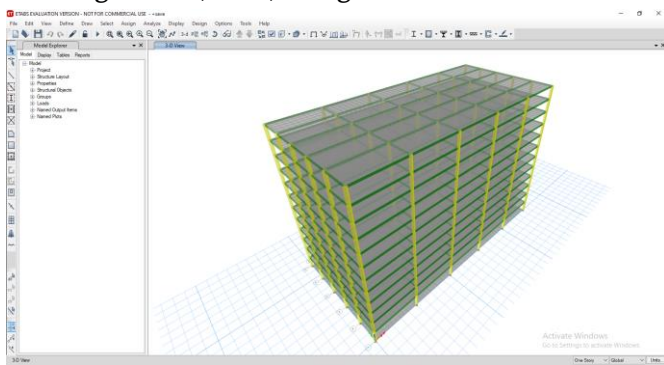 ETABS EVALUATION VERSION - NOT FOR COMMERCIAL USE - +save
File Edit View Define Draw Select Assign Analyze Display Design Options Tools Help
Model Explorer
3-D View
Model Display Tables Reports
Model
Project
Structure Layout
Properties
Structural Objects
Groups
Loads
Named Output Items
Named Plots
Activate Windows
Go to Settings to activate Windows.
3-D View
One Story
Global
Units...